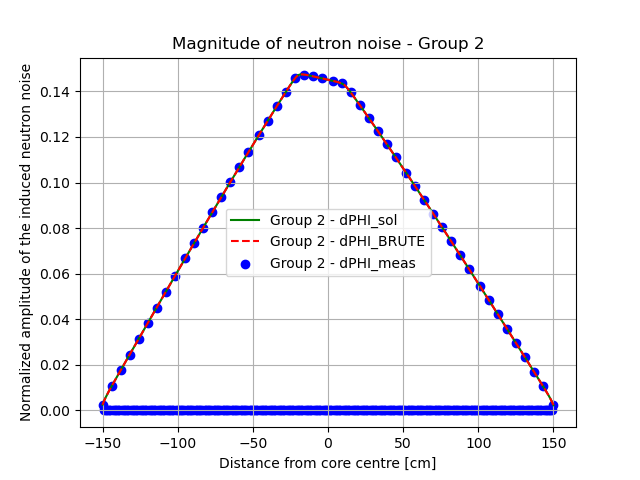 Magnitude of neutron noise - Group 2
Normalized amplitude of the induced neutron noise
0.14
0.12
0.10
0.08
0.06
0.04
0.02
0.00
Group 2 - dPHI_sol
Group 2 - dPHI_BRUTE
Group 2 - dPHI_meas
−150 −100 −50 0 50 100 150
Distance from core centre [cm]